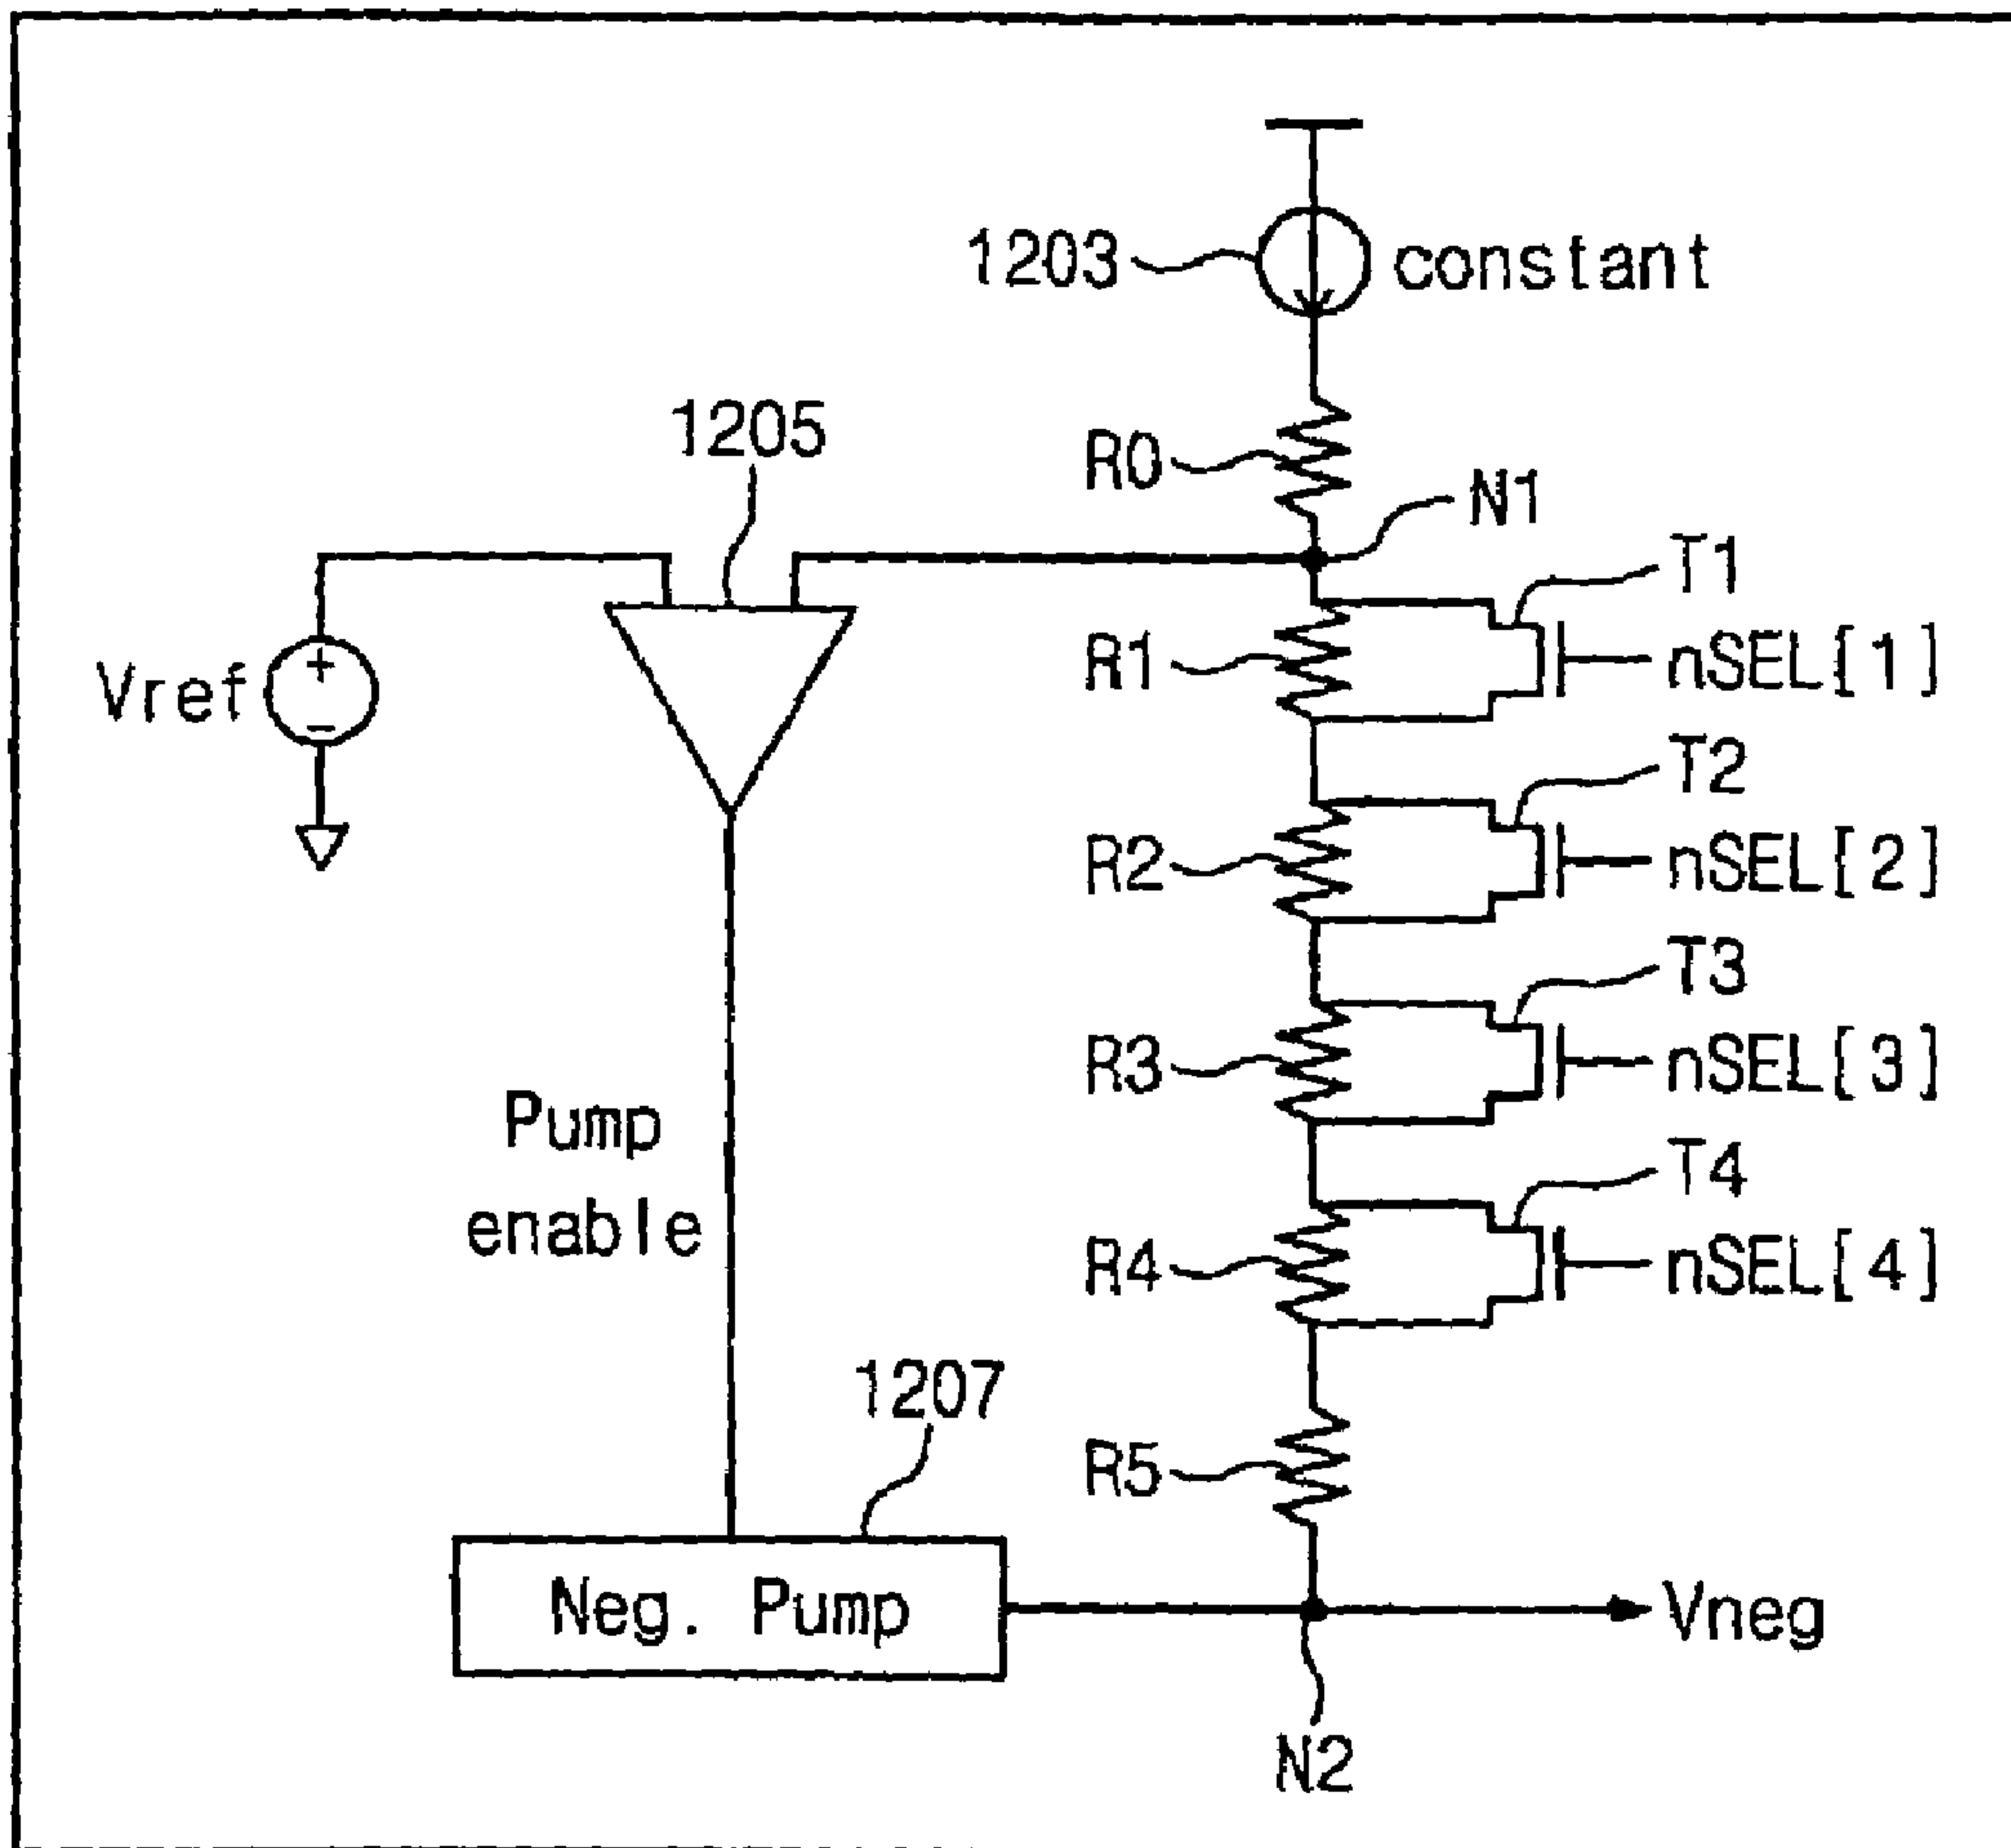 1203
constant
1205
R0
N1
T1
R1
nSEL[1]
Vref
+
-
T2
R2
nSEL[2]
T3
R3
nSEL[3]
Pump
enable
T4
R4
nSEL[4]
1207
R5
Neg. Pump
Vneg
N2